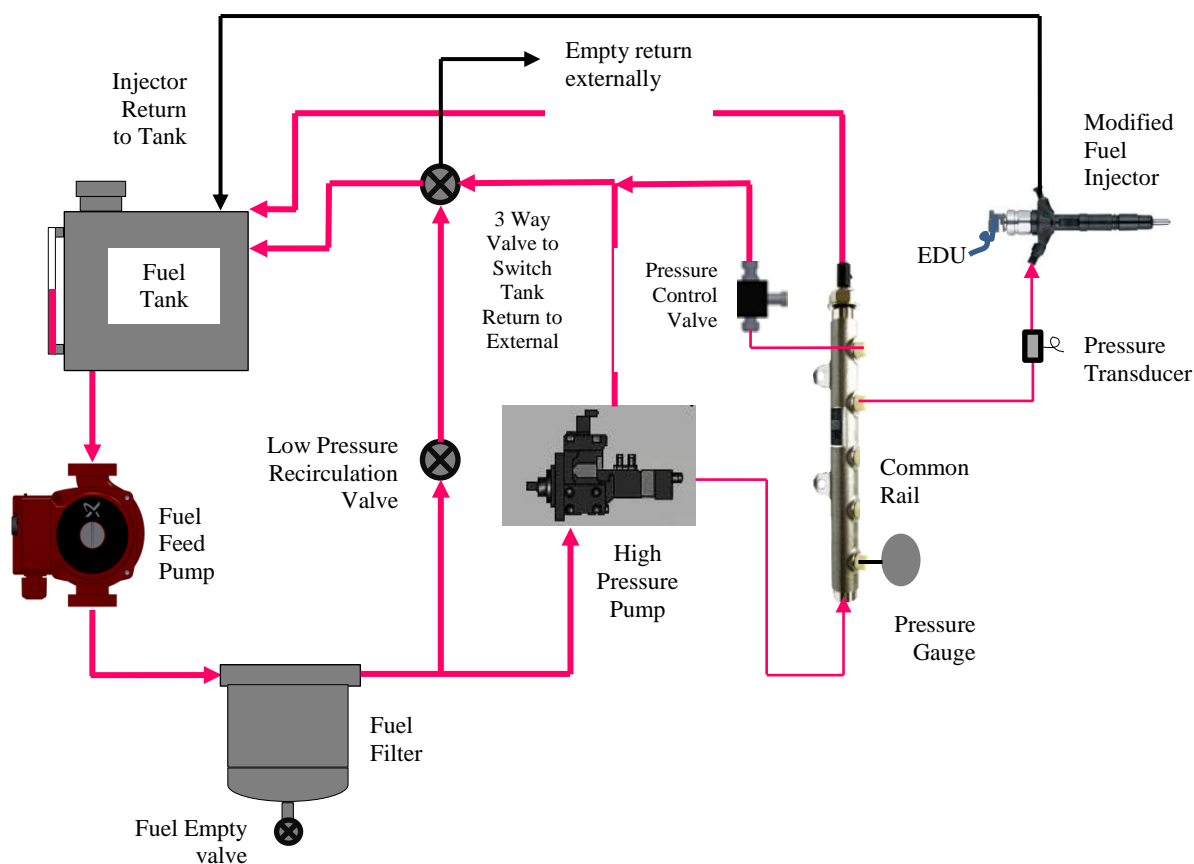 Empty return
externally
Injector
Return
to Tank
Modified
Fuel
Injector
EDU
Fuel
Tank
3 Way
Valve to
Switch
Tank
Return to
External
Pressure
Control
Valve
Pressure
Transducer
Low Pressure
Recirculation
Valve
Common
Rail
Fuel
Feed
Pump
High
Pressure
Pump
Pressure
Gauge
Fuel
Filter
Fuel Empty
valve